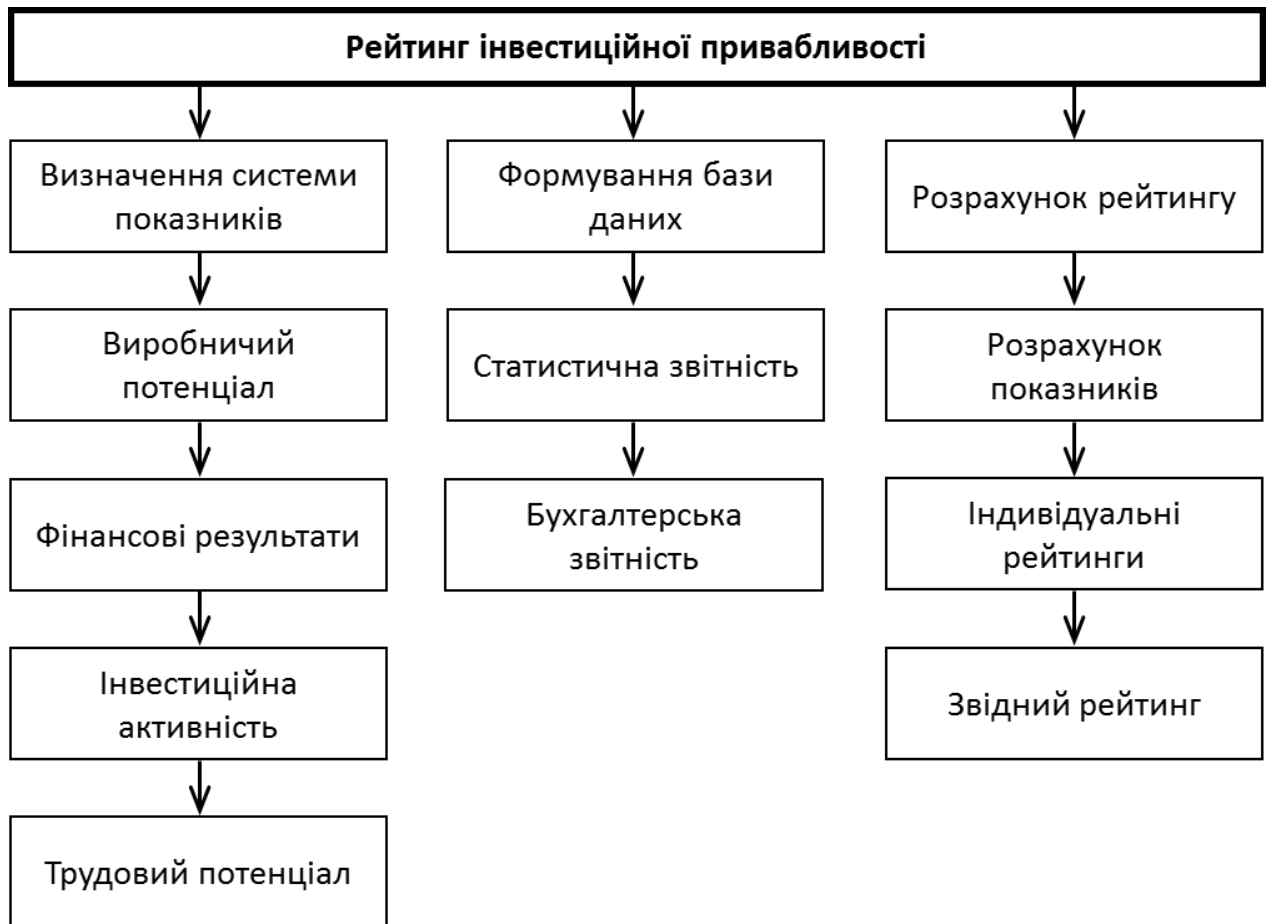 Рейтинг інвестиційної привабливості
Визначення системи
показників
Виробничий
потенціал
Фінансові результати
Інвестиційна
активність
Трудовий потенціал
Формування бази
даних
Статистична звітність
Бухгалтерська
звітність
Розрахунок рейтингу
Розрахунок
показників
Індивідуальні
рейтинги
Звідний рейтинг